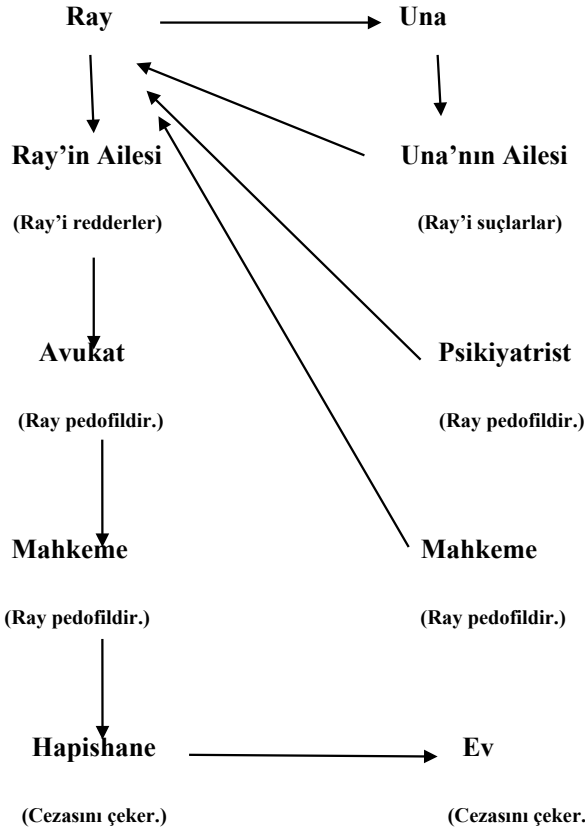 Ray Una
Ray’in Ailesi Una’nın Ailesi
(Ray’i redderler) (Ray’i suçlarlar)
Avukat Psikiyatrist
(Ray pedofildir.) (Ray pedofildir.)
Mahkeme Mahkeme
(Ray pedofildir.) (Ray pedofildir.)
Hapishane Ev
(Cezasını çeker.) (Cezasını çeker.